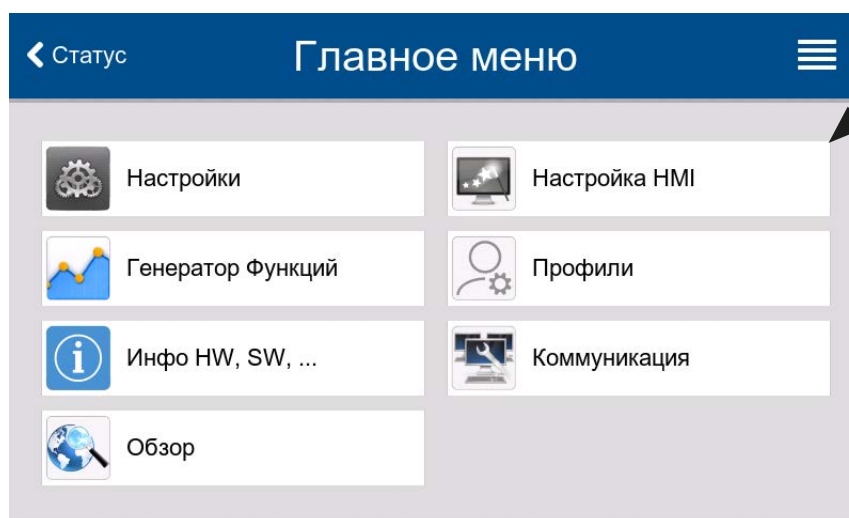 Статус
Главное меню
Настройки
Настройка HMI
Генератор Функций
Профили
Инфо HW, SW, ...
Коммуникация
Обзор